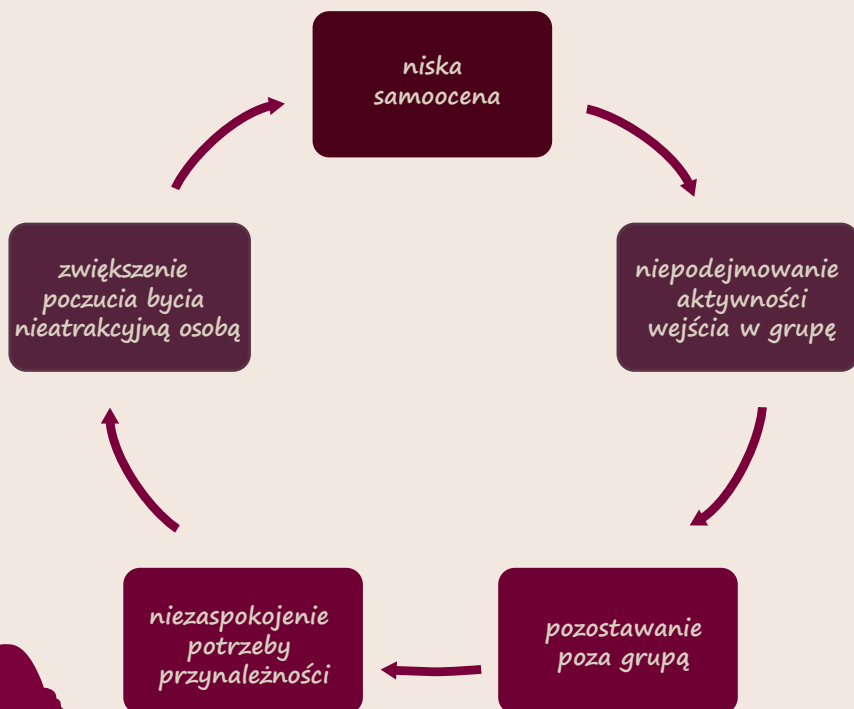 niska
samoocena
niepodejmowanie
aktywności
wejścia w grupę
pozostawanie
poza grupą
niezaspokojenie
potrzeby
przynależności
zwiększenie
poczucia bycia
nieatrakcyjną osobą